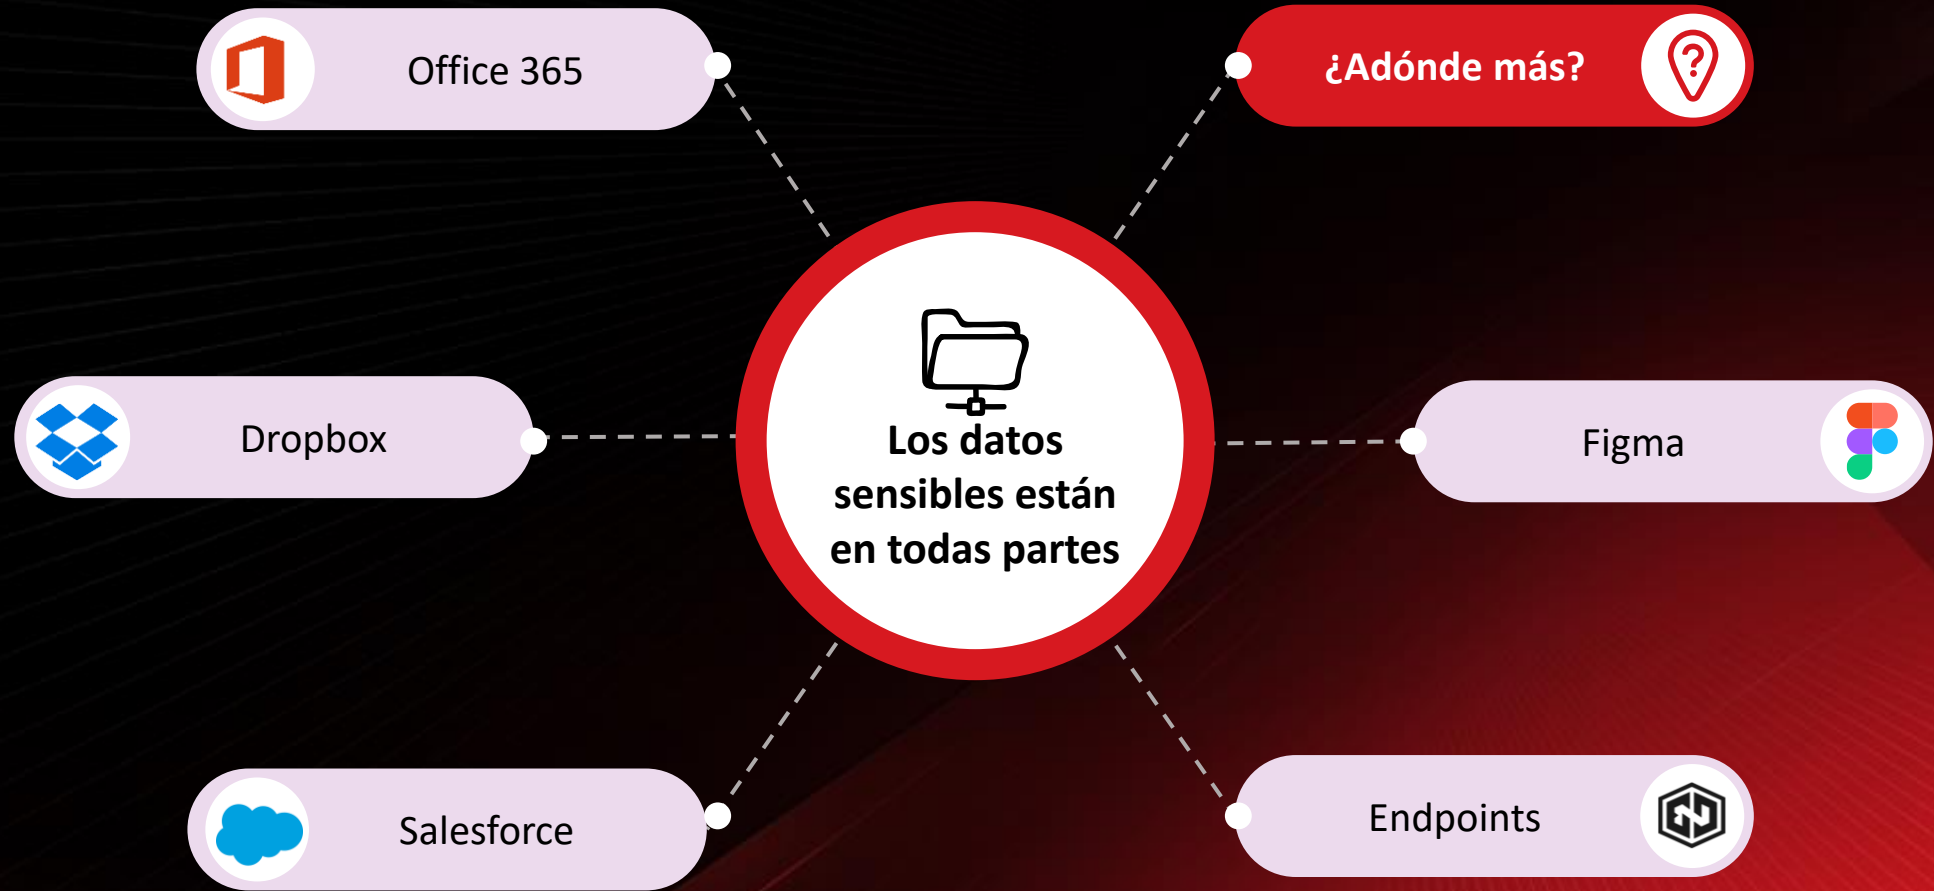 Office 365
¿Adónde más?
Dropbox
Los datos
sensibles están
en todas partes
Figma
Salesforce
Endpoints